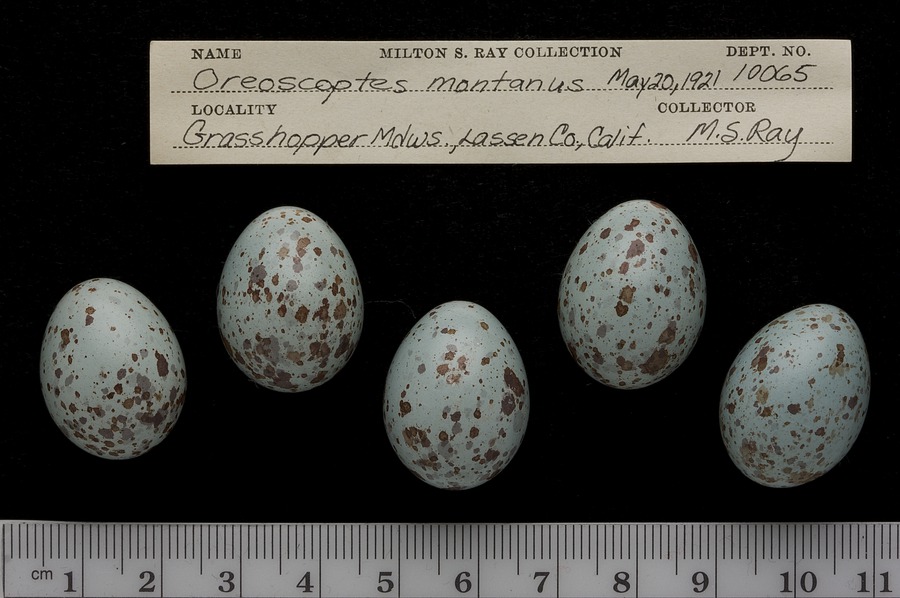 NAME MILTON S. RAY COLLECTION DEPT. NO.
Oreoscoptes montanus May 20, 1921 10065
LOCALITY COLLECTOR
Grasshopper Mdws., Lassen Co., Calif. M.S. Ray
cm 1 2 3 4 5 6 7 8 9 10 11